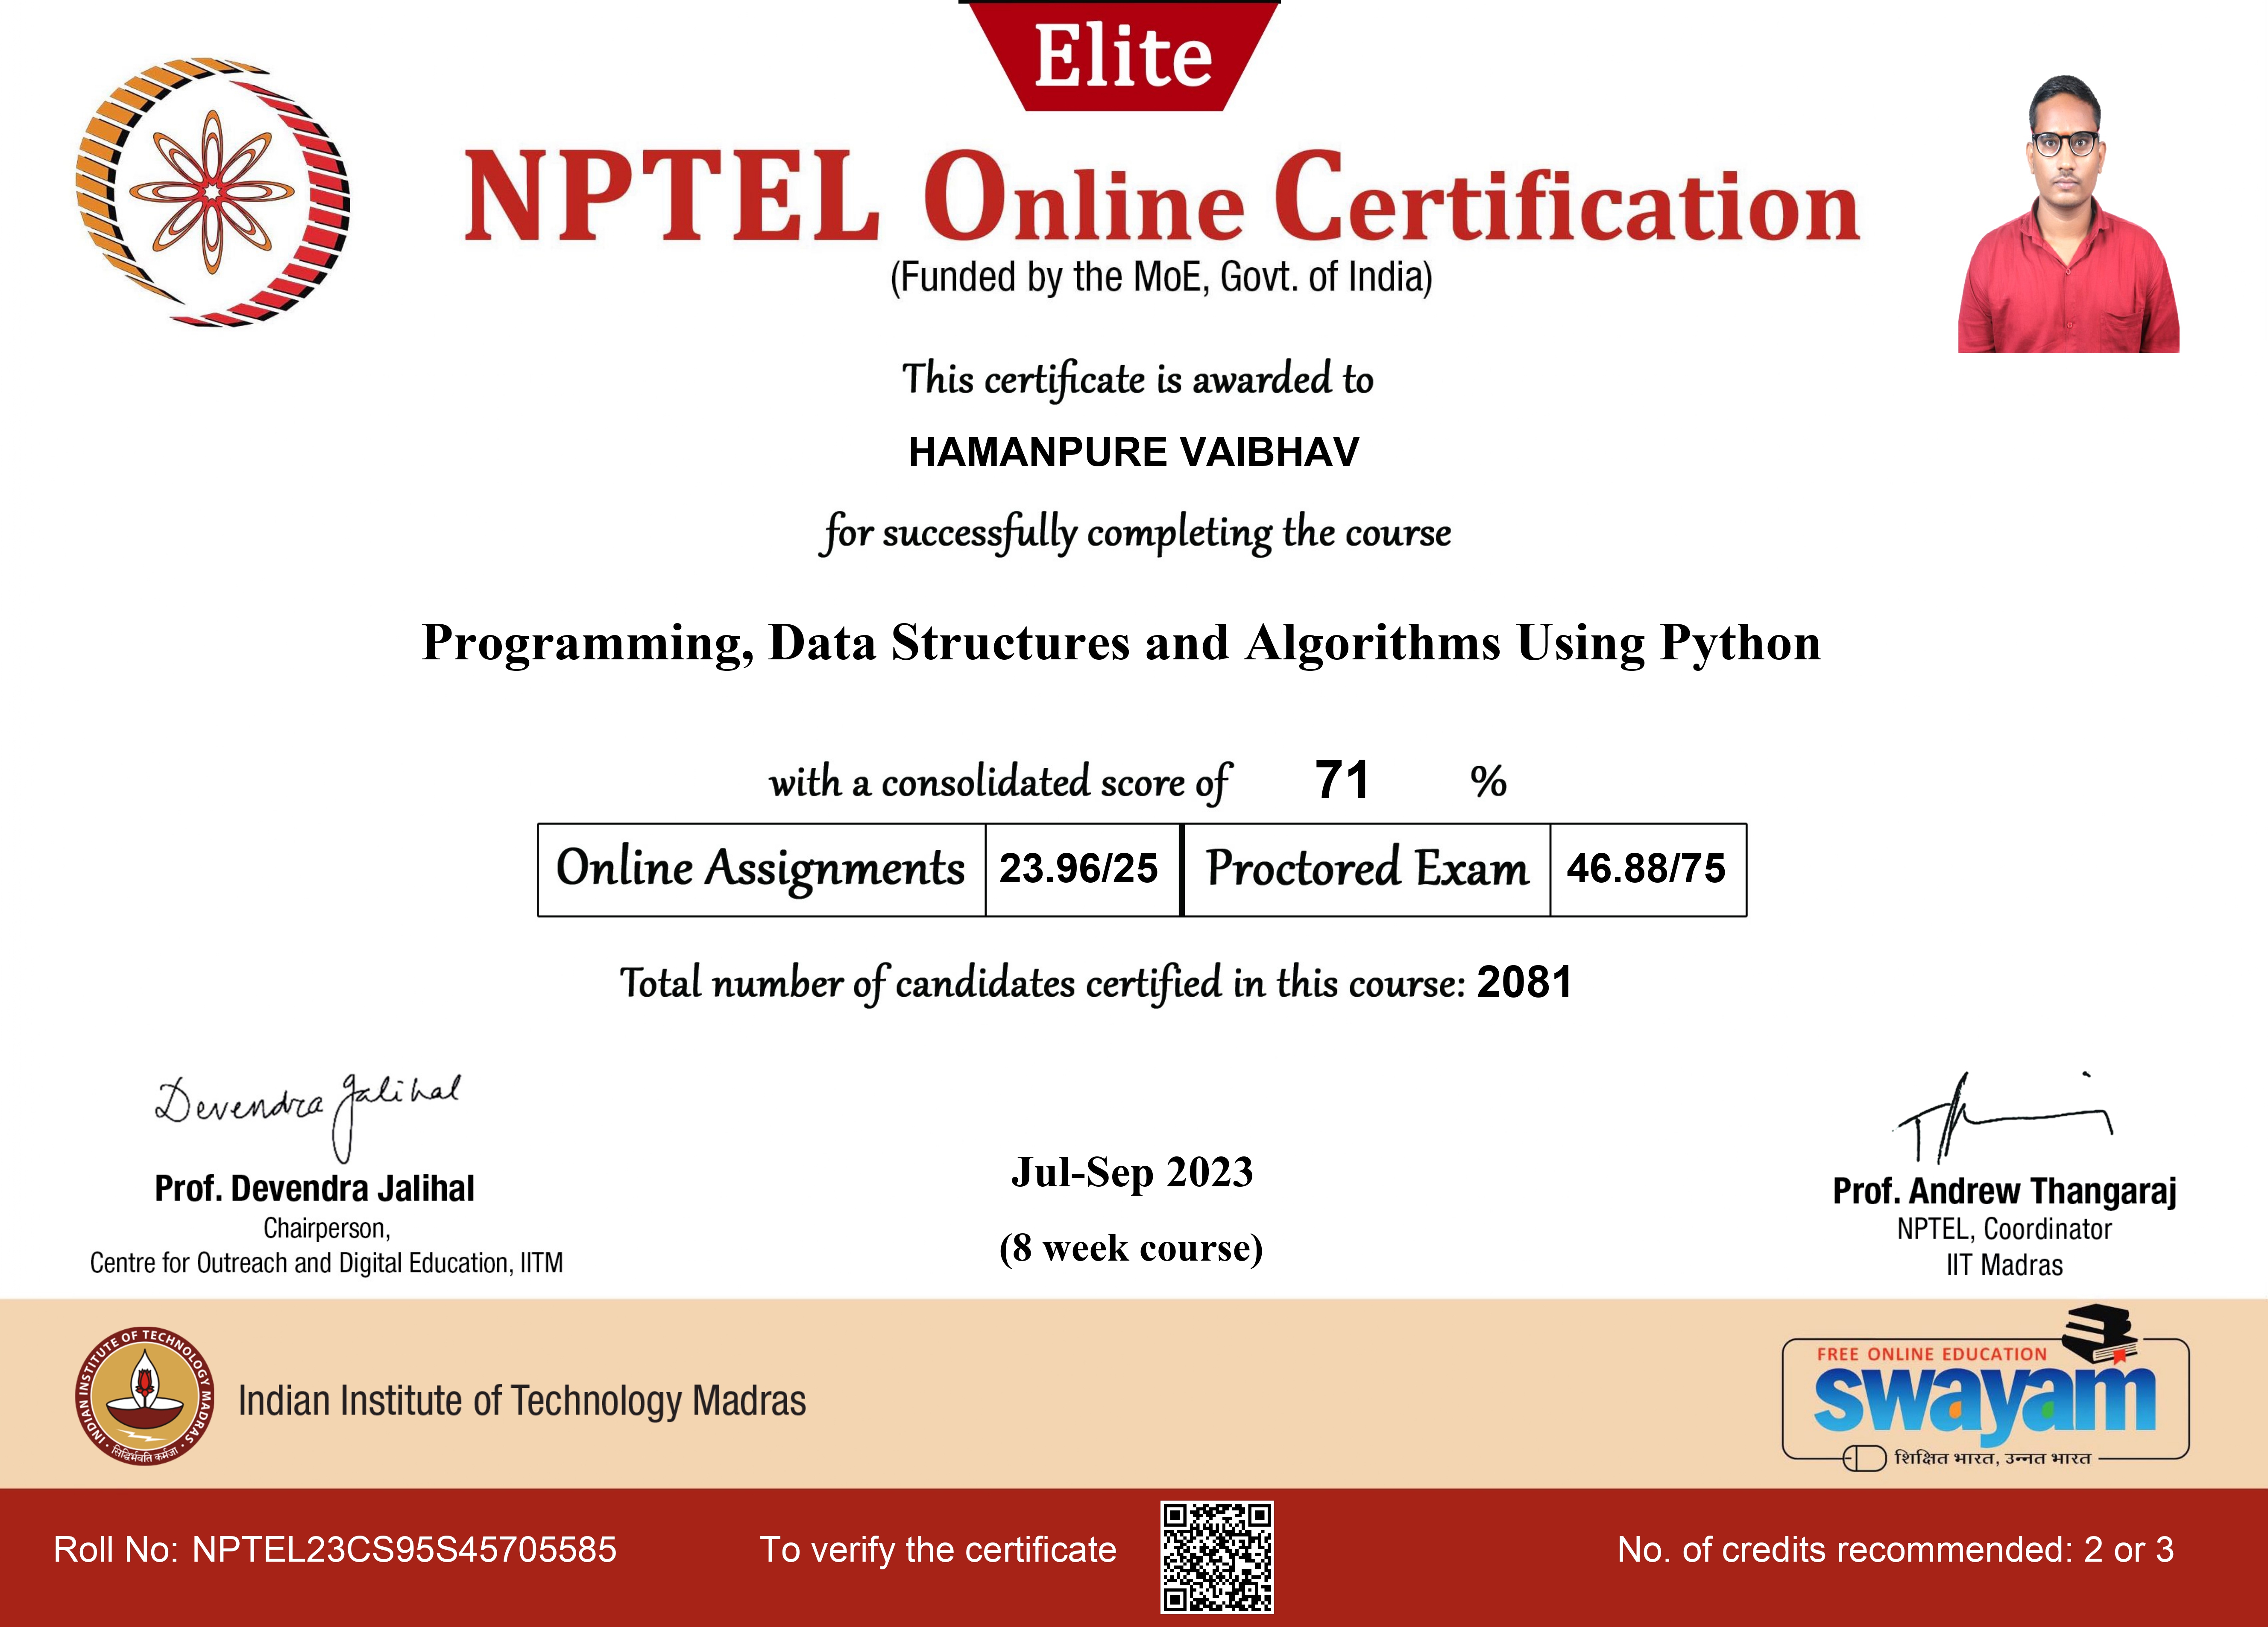 Elite
NPTEL Online Certification
(Funded by the MoE, Govt. of India)
This certificate is awarded to
HAMANPURE VAIBHAV
for successfully completing the course
Programming, Data Structures and Algorithms Using Python
with a consolidated score of 71 %
Online Assignments 23.96/25 Proctored Exam 46.88/75
Total number of candidates certified in this course: 2081
Devendra Jalihal
Prof. Devendra Jalihal
Chairperson,
Centre for Outreach and Digital Education, IITM
Jul-Sep 2023
(8 week course)
Prof. Andrew Thangaraj
NPTEL, Coordinator
IIT Madras
INDIAN INSTITUTE OF TECHNOLOGY MADRAS
सिद्धिर्भवति कर्मजा
Indian Institute of Technology Madras
FREE ONLINE EDUCATION
swayam
शिक्षित भारत, उन्नत भारत
Roll No: NPTEL23CS95S45705585
To verify the certificate
No. of credits recommended: 2 or 3